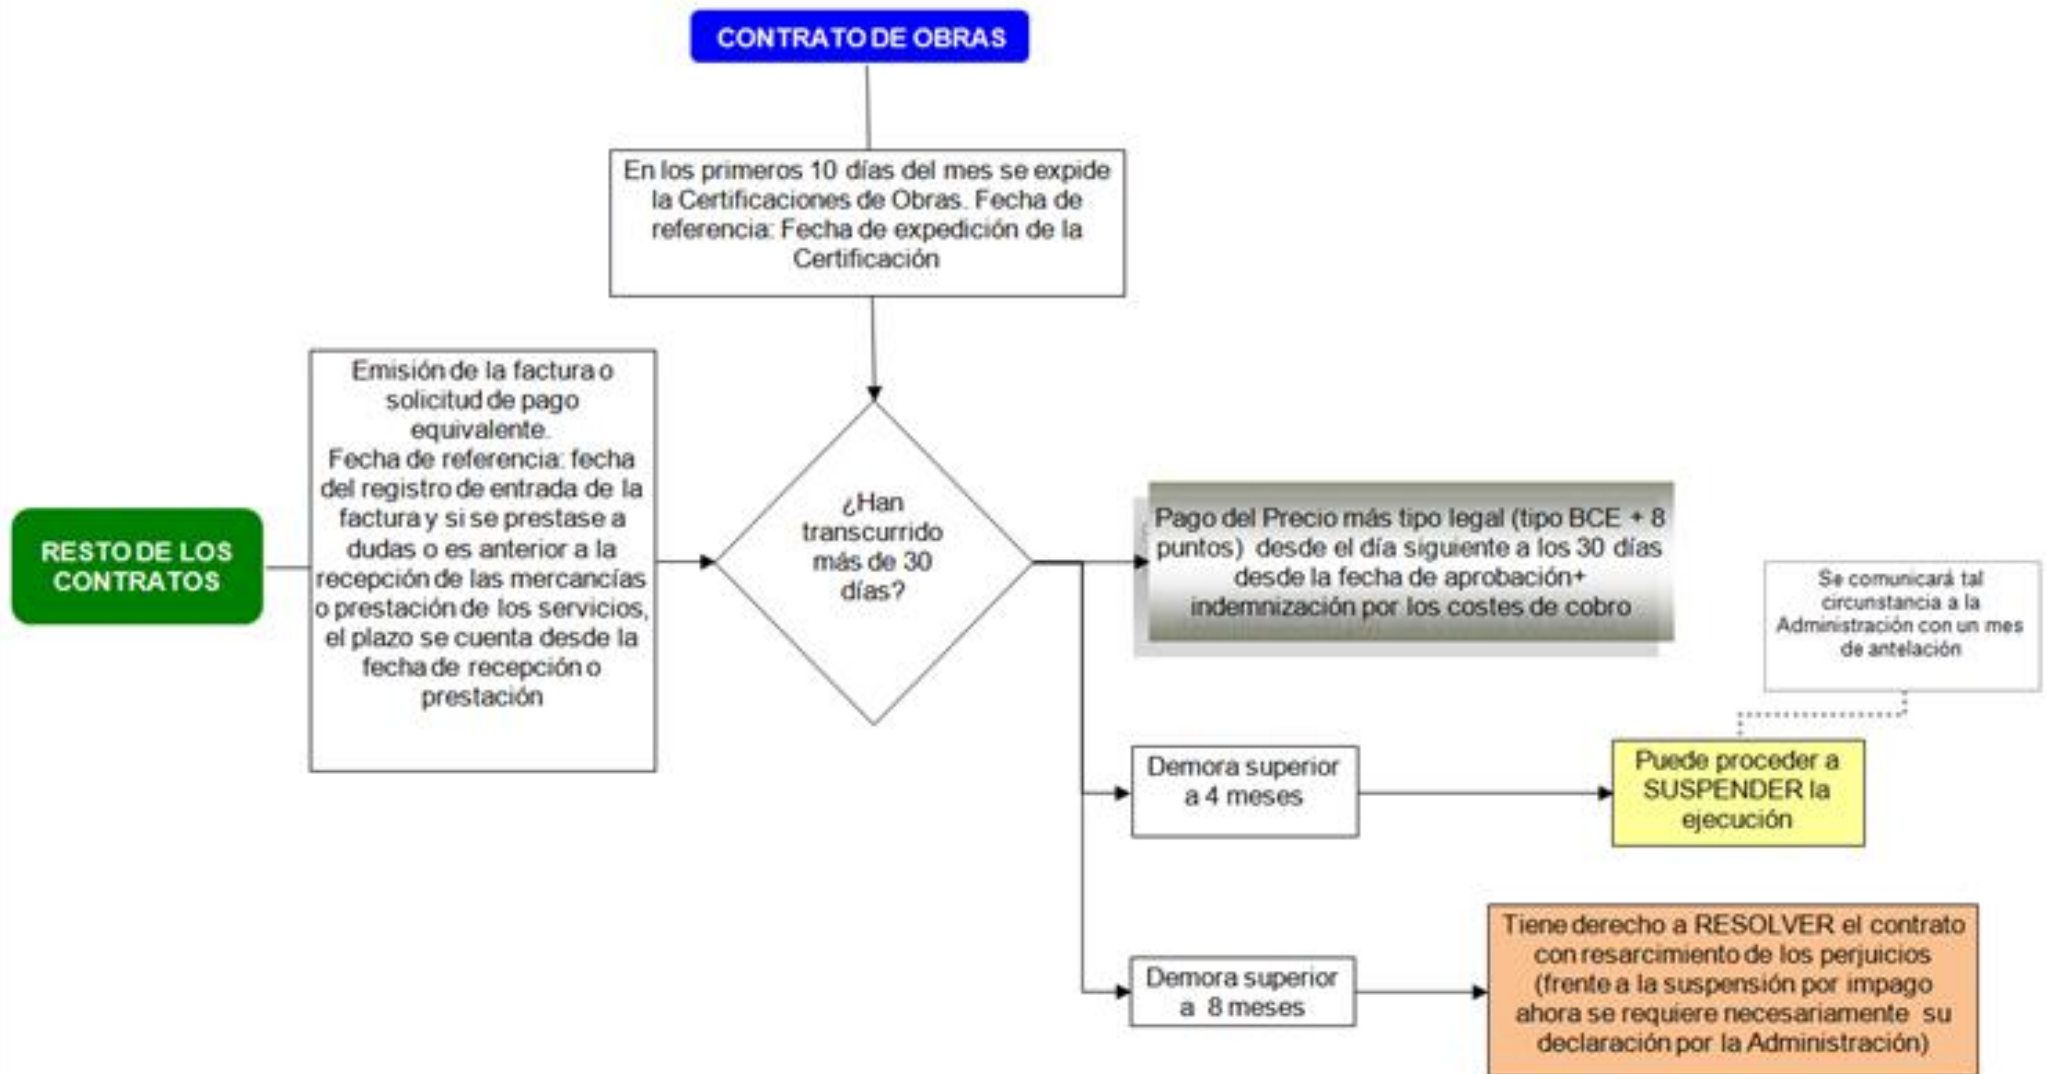 CONTRATO DE OBRAS
En los primeros 10 días del mes se expide
la Certificaciones de Obras. Fecha de
referencia: Fecha de expedición de la
Certificación
Emisión de la factura o
solicitud de pago
equivalente.
Fecha de referencia: fecha
del registro de entrada de la
factura y si se prestase a
dudas o es anterior a la
recepción de las mercancías
o prestación de los servicios,
el plazo se cuenta desde la
fecha de recepción o
prestación
RESTO DE LOS
CONTRATOS
¿Han
transcurrido
más de 30
días?
Pago del Precio más tipo legal (tipo BCE + 8
puntos) desde el día siguiente a los 30 días
desde la fecha de aprobación+
indemnización por los costes de cobro
Se comunicará tal
circunstancia a la
Administración con un mes
de antelación
Demora superior
a 4 meses
Puede proceder a
SUSPENDER la
ejecución
Demora superior
a 8 meses
Tiene derecho a RESOLVER el contrato
con resarcimiento de los perjuicios
(frente a la suspensión por impago
ahora se requiere necesariamente su
declaración por la Administración)